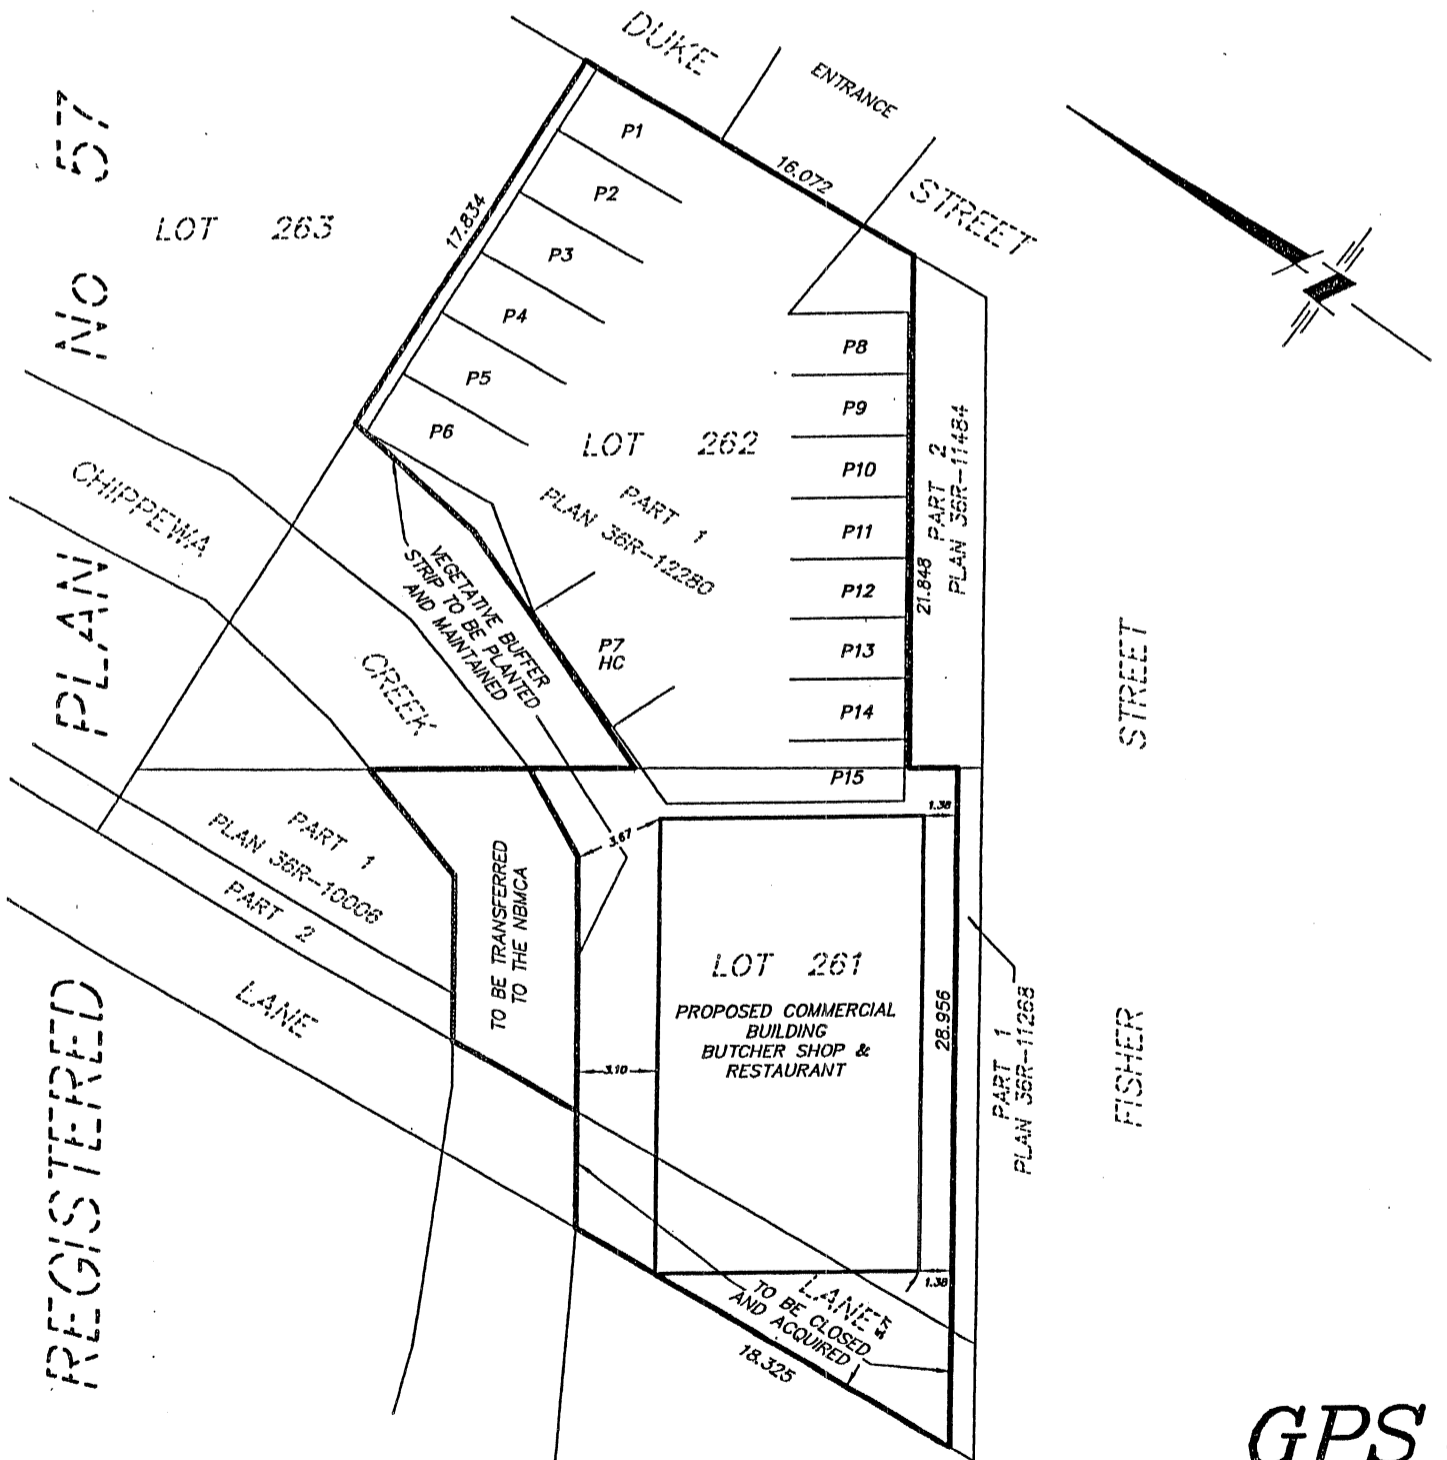 DUKE
STREET
ENTRANCE
16.072
17.834
REGISTERED PLAN No 57
LOT 263
P1
P2
P3
P4
P5
P6
LOT 262
PART 1
PLAN 36R-12280
P8
P9
P10
P11
P12
P13
P14
P15
21.848
PART 2
PLAN 36R-11484
P7
HC
CHIPPEWA
CREEK
VEGETATIVE BUFFER
STRIP TO BE PLANTED
AND MAINTAINED
PART 1
PLAN 36R-10006
PART 2
LANE
TO BE TRANSFERRED
TO THE NBMCA
3.67
1.38
LOT 261
PROPOSED COMMERCIAL
BUILDING
BUTCHER SHOP &
RESTAURANT
3.10
28.956
PART 1
PLAN 36R-11268
FISHER STREET
1.38
LANE
TO BE CLOSED
AND ACQUIRED
18.325
GPS